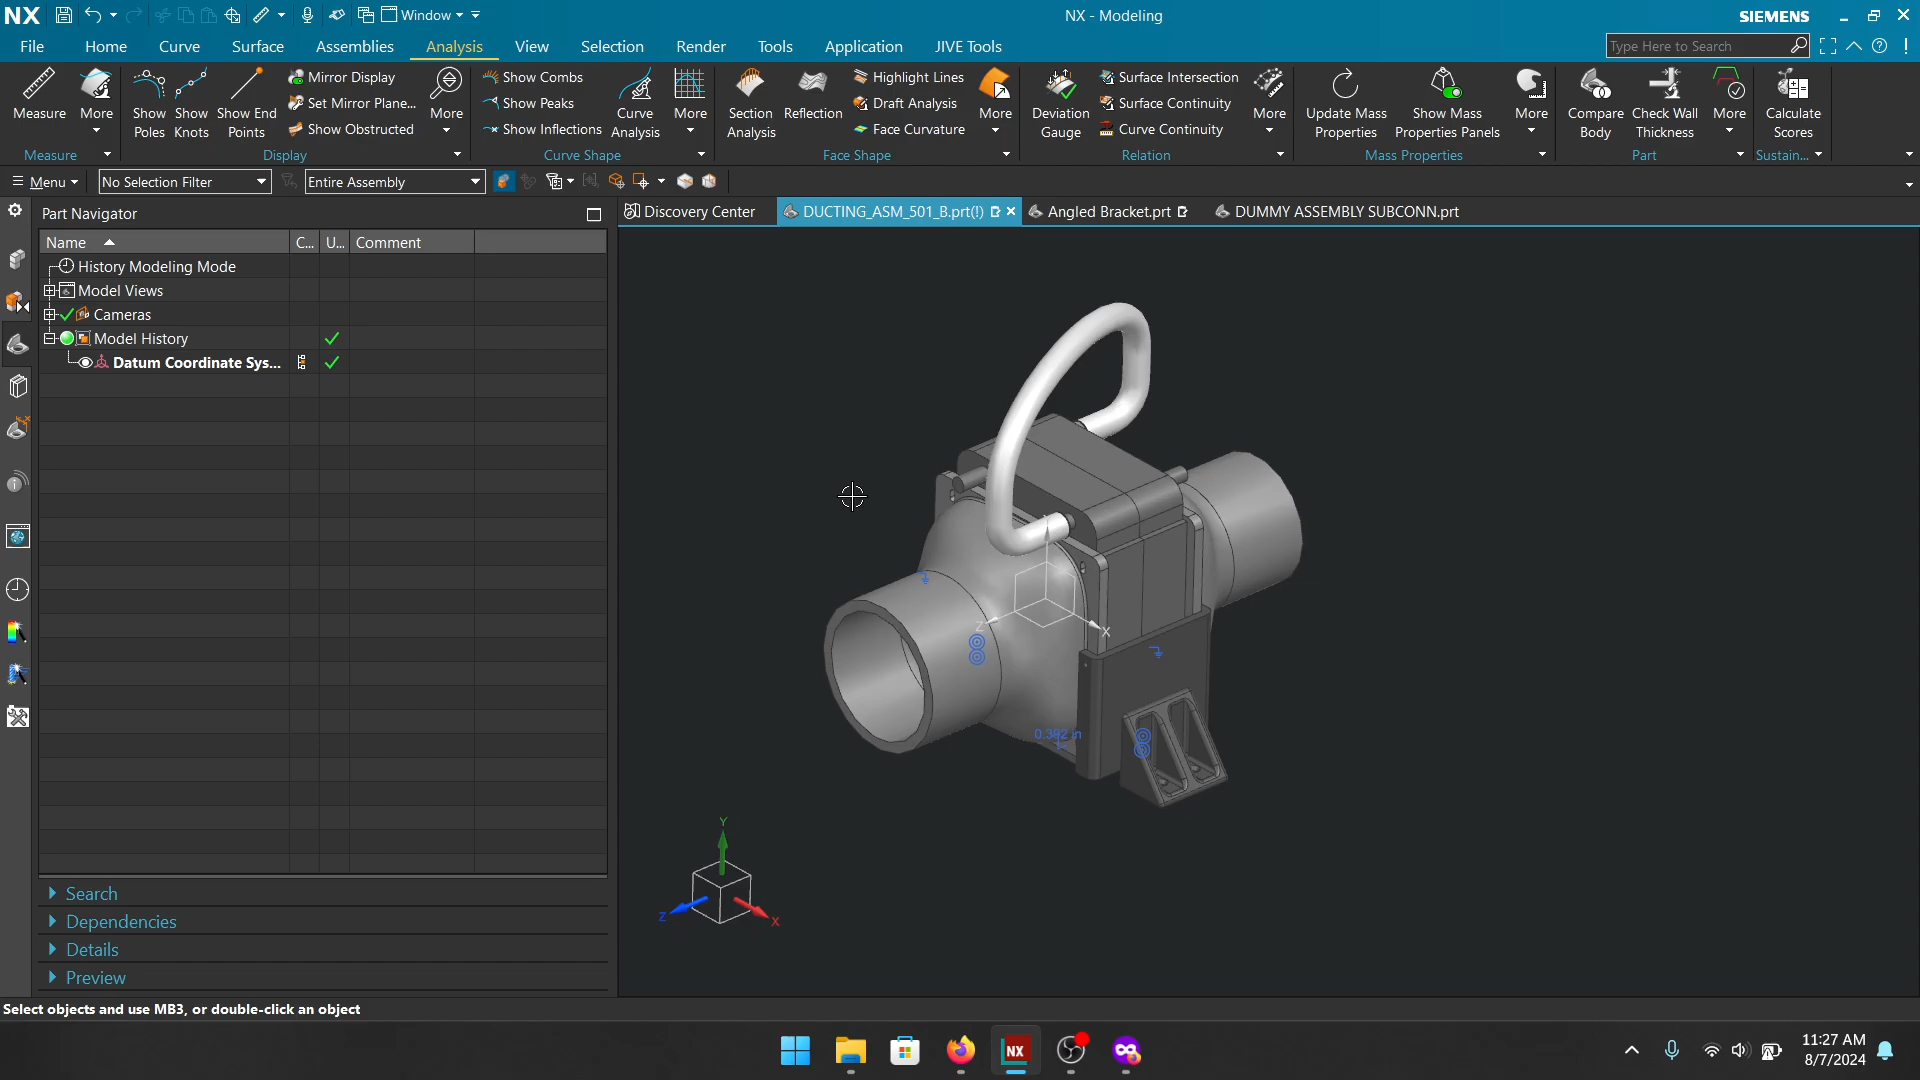 NX Window NX - Modeling SIEMENS
File Home Curve Surface Assemblies Analysis View Selection Render Tools Application JIVE Tools Type Here to Search
Measure
More
Show Poles
Show Knots
Show End Points
Mirror Display
Set Mirror Plane...
Show Obstructed
More
Show Combs
Show Peaks
Show Inflections
Curve Analysis
More
Section Analysis
Reflection
Highlight Lines
Draft Analysis
Face Curvature
More
Deviation Gauge
Surface Intersection
Surface Continuity
Curve Continuity
More
Update Mass Properties
Show Mass Properties Panels
More
Compare Body
Check Wall Thickness
More
Calculate Scores
Measure Display Curve Shape Face Shape Relation Mass Properties Part Sustain...
Menu No Selection Filter Entire Assembly
Part Navigator
Discovery Center DUCTING_ASM_501_B.prt(!) Angled Bracket.prt DUMMY ASSEMBLY SUBCONN.prt
Name C... U... Comment
History Modeling Mode
Model Views
Cameras
Model History
Datum Coordinate Sys...
Z X
0.392 in
Y
Z
X
Search
Dependencies
Details
Preview
Select objects and use MB3, or double-click an object
NX
11:27 AM
8/7/2024